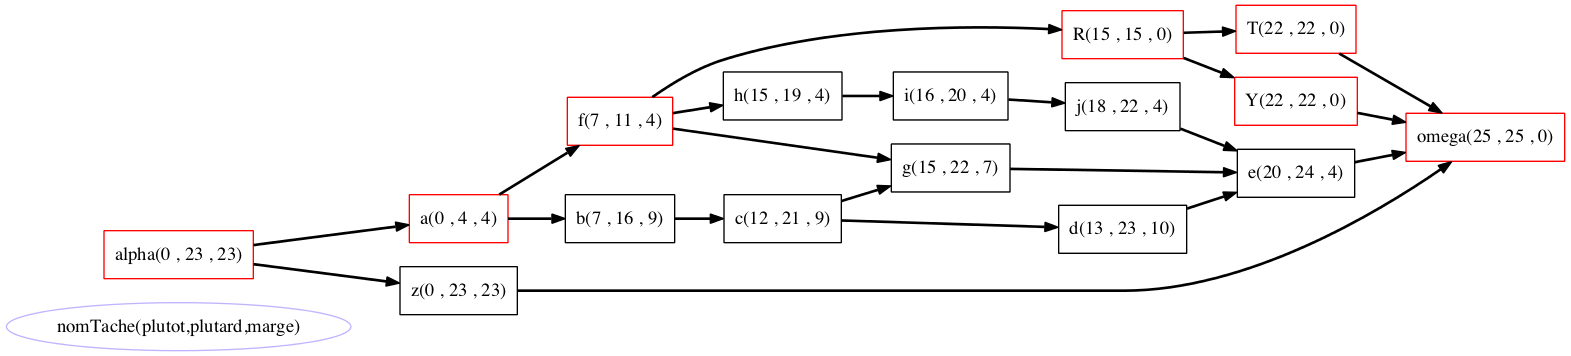 T(22 , 22 , 0)
R(15 , 15 , 0)
h(15 , 19 , 4)
i(16 , 20 , 4)
j(18 , 22 , 4)
Y(22 , 22 , 0)
f(7 , 11 , 4)
omega(25 , 25 , 0)
g(15 , 22 , 7)
e(20 , 24 , 4)
a(0 , 4 , 4)
b(7 , 16 , 9)
c(12 , 21 , 9)
d(13 , 23 , 10)
alpha(0 , 23 , 23)
z(0 , 23 , 23)
nomTache(plutot,plutard,marge)